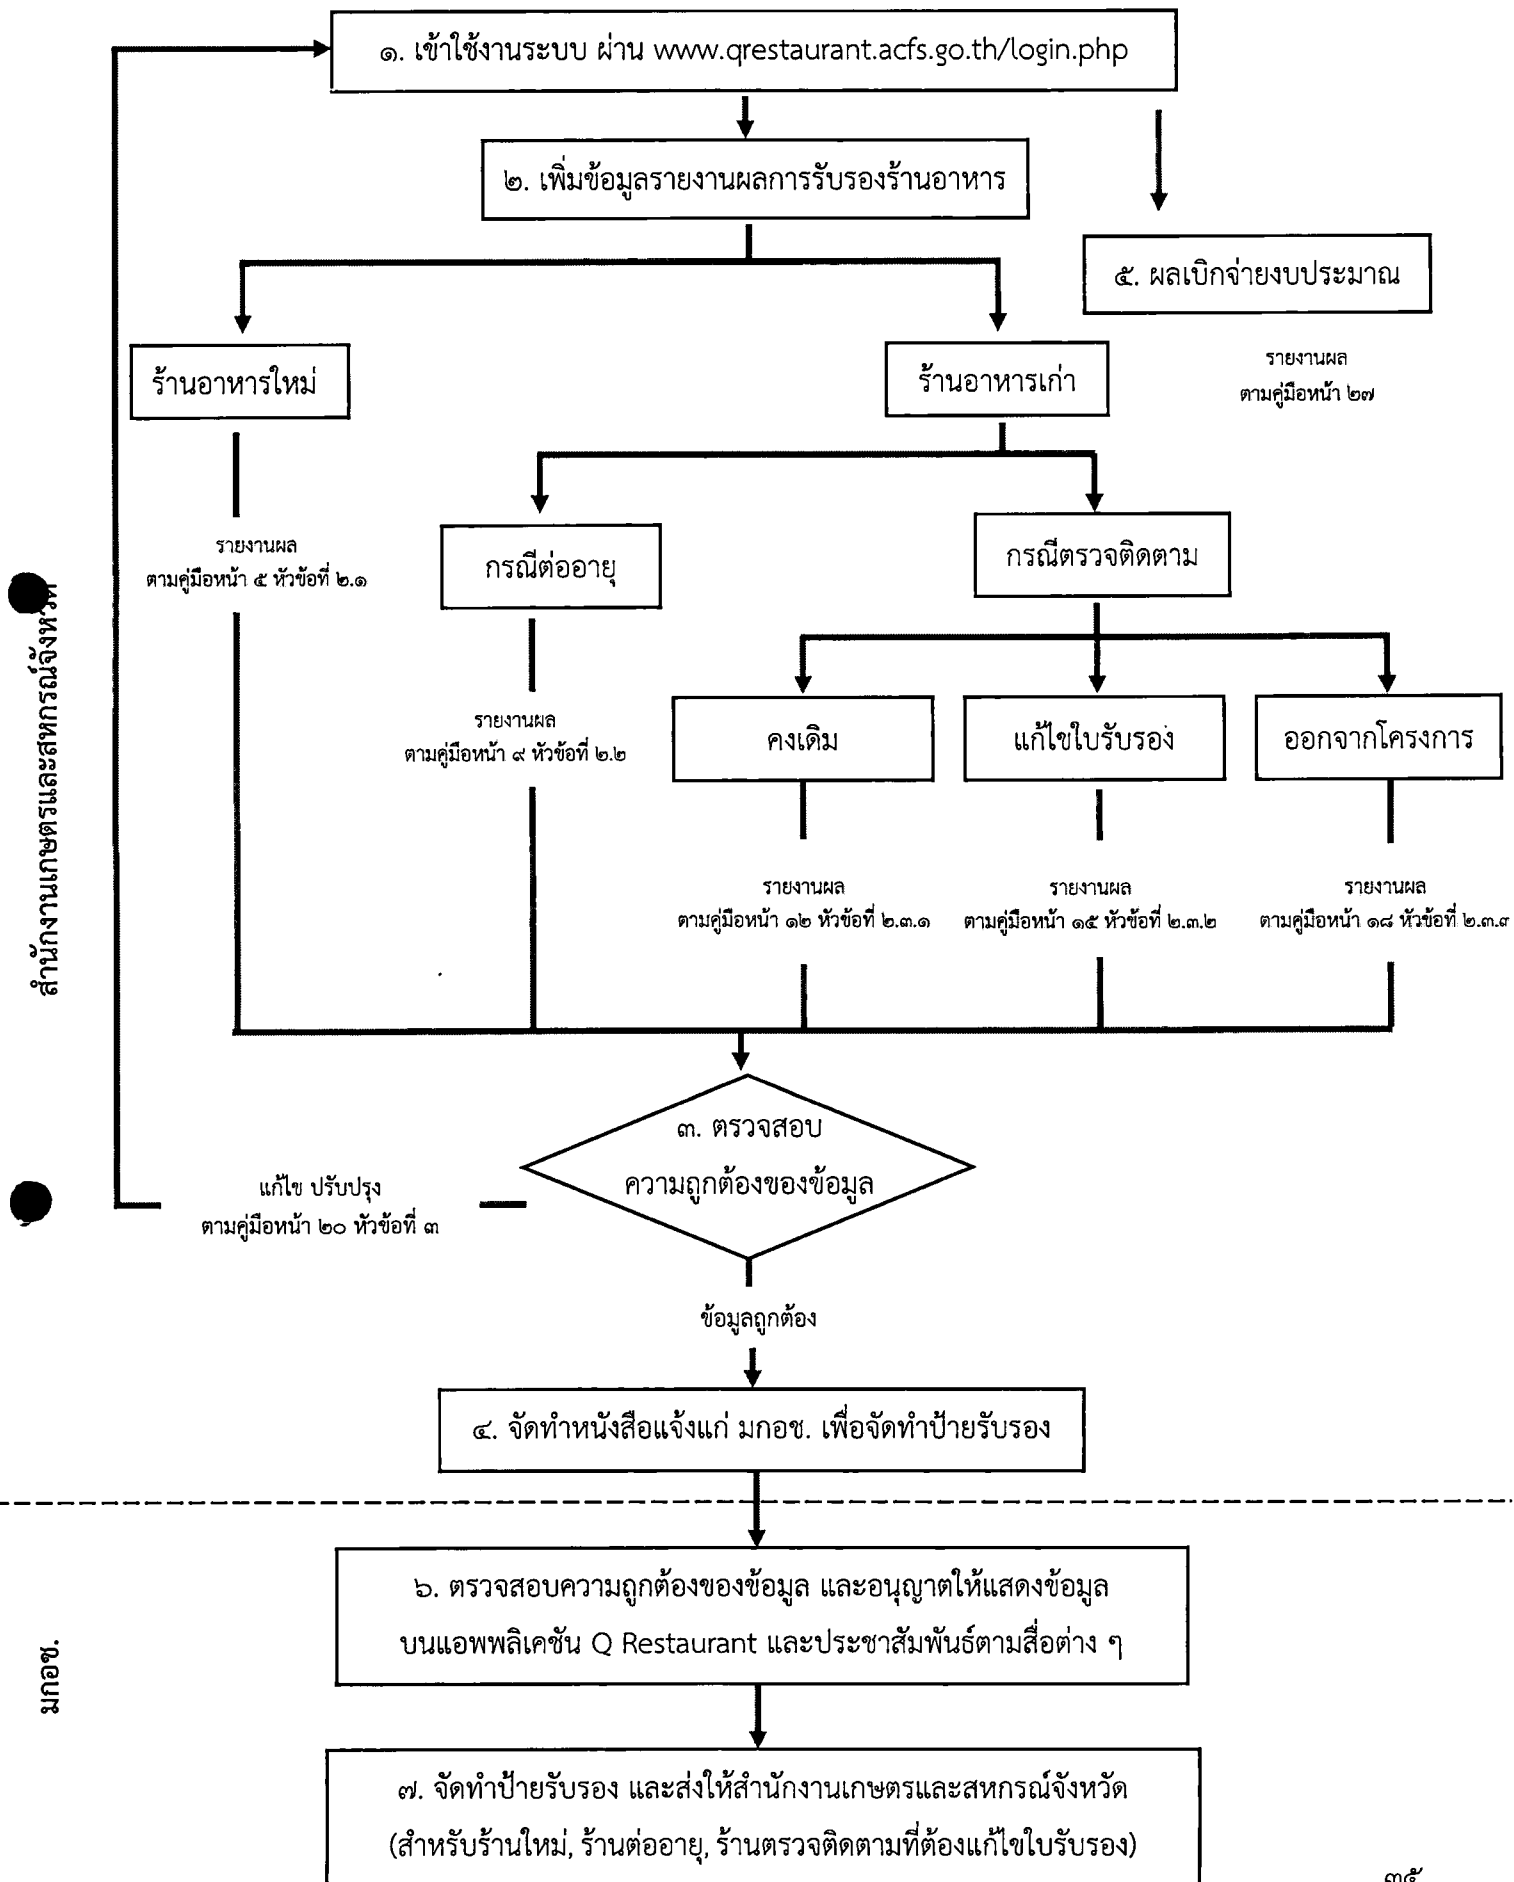 ๑. เข้าใช้งานระบบ ผ่าน www.qrestaurant.acfs.go.th/login.php
๒. เพิ่มข้อมูลรายงานผลการรับรองร้านอาหาร
๕. ผลเบิกจ่ายงบประมาณ
รายงานผล
ตามคู่มือหน้า ๒๗
ร้านอาหารใหม่
ร้านอาหารเก่า
รายงานผล
ตามคู่มือหน้า ๕ หัวข้อที่ ๒.๑
กรณีต่ออายุ
กรณีตรวจติดตาม
รายงานผล
ตามคู่มือหน้า ๙ หัวข้อที่ ๒.๒
คงเดิม
แก้ไขใบรับรอง
ออกจากโครงการ
รายงานผล
ตามคู่มือหน้า ๑๒ หัวข้อที่ ๒.๓.๑
รายงานผล
ตามคู่มือหน้า ๑๕ หัวข้อที่ ๒.๓.๒
รายงานผล
ตามคู่มือหน้า ๑๘ หัวข้อที่ ๒.๓.๙
สำนักงานเกษตรและสหกรณ์จังหวัด
๓. ตรวจสอบ
ความถูกต้องของข้อมูล
แก้ไข ปรับปรุง
ตามคู่มือหน้า ๒๐ หัวข้อที่ ๓
ข้อมูลถูกต้อง
๔. จัดทำหนังสือแจ้งแก่ มกอช. เพื่อจัดทำป้ายรับรอง
มกอช.
๖. ตรวจสอบความถูกต้องของข้อมูล และอนุญาตให้แสดงข้อมูล
บนแอพพลิเคชัน Q Restaurant และประชาสัมพันธ์ตามสื่อต่าง ๆ
๗. จัดทำป้ายรับรอง และส่งให้สำนักงานเกษตรและสหกรณ์จังหวัด
(สำหรับร้านใหม่, ร้านต่ออายุ, ร้านตรวจติดตามที่ต้องแก้ไขใบรับรอง)